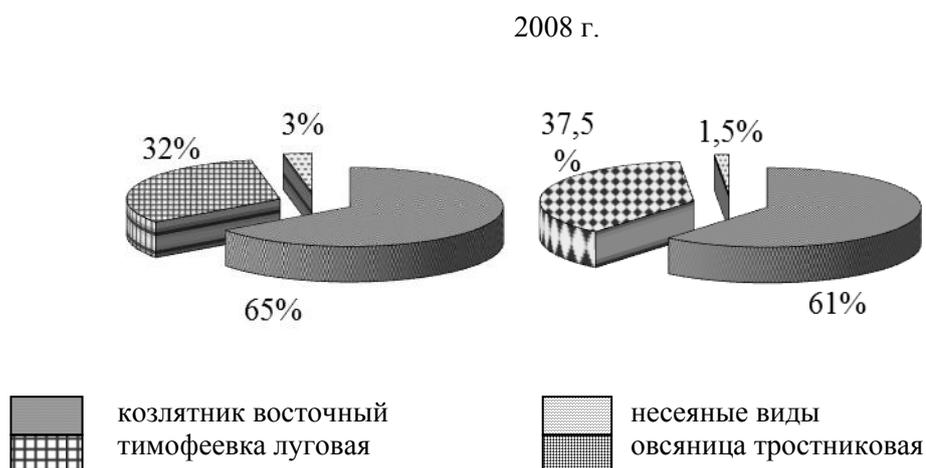 2008 г.
32%
3%
37,5
%
1,5%
65%
61%
козлятник восточный
тимофеевка луговая
несеяные виды
овсяница тростниковая